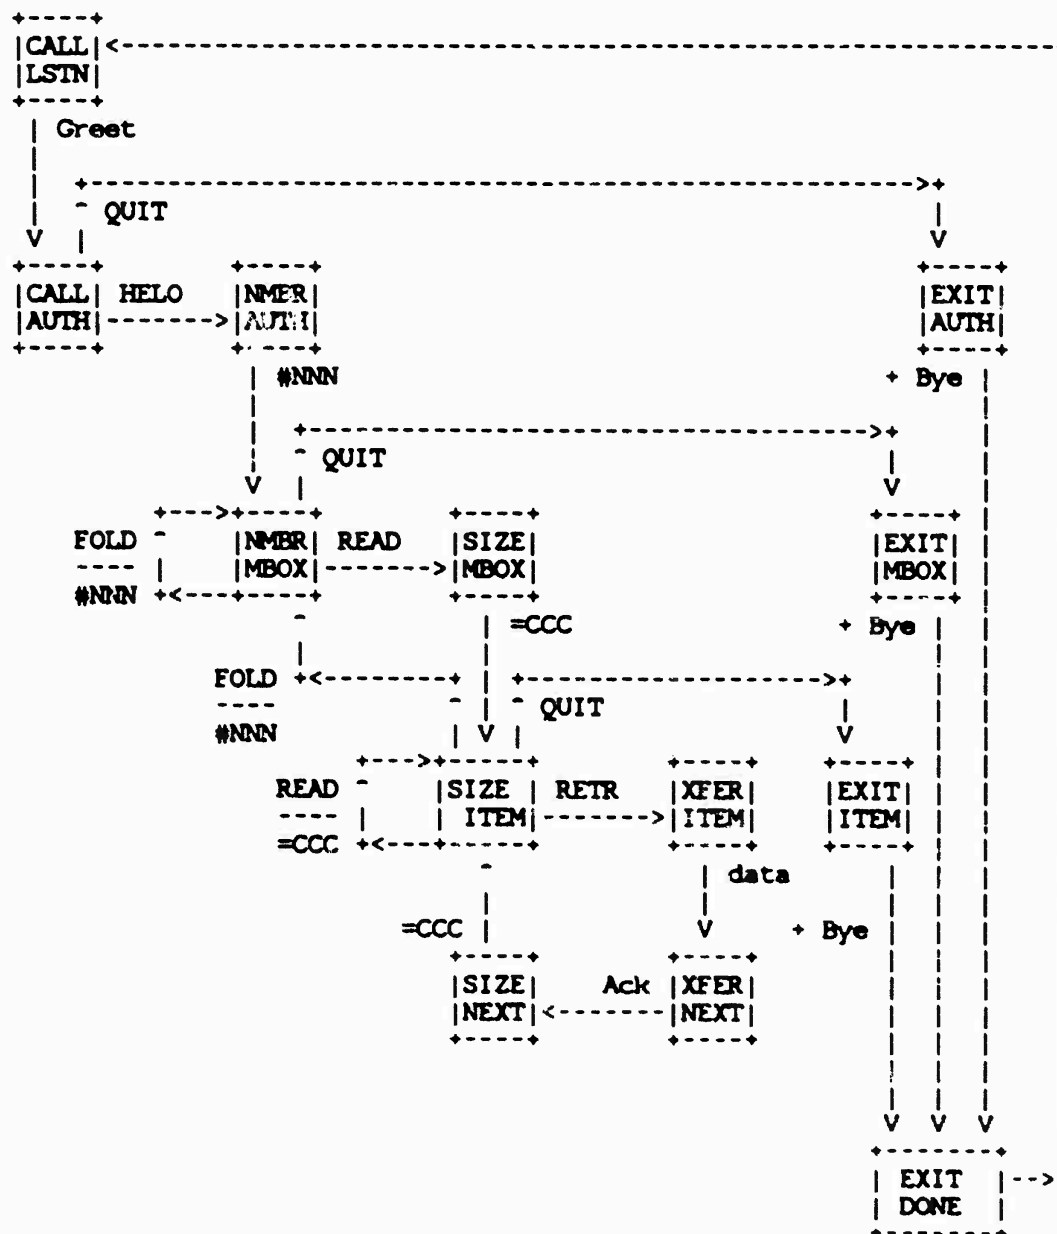 CALL
LSTN
Greet
QUIT
CALL HELO NMBR EXIT
AUTH AUTH AUTH
#NNN + Bye
QUIT
FOLD NMBR READ SIZE EXIT
---- MBOX MBOX MBOX
#NNN
=CCC + Bye
FOLD
---- QUIT
#NNN
READ SIZE RETR XFER EXIT
---- ITEM ITEM ITEM
=CCC
data
=CCC + Bye
SIZE Ack XFER
NEXT NEXT
EXIT
DONE